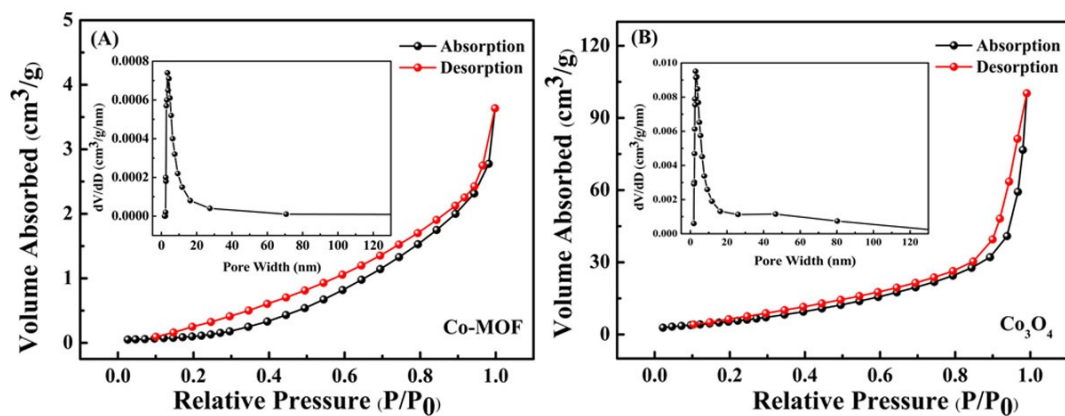 (A)
Absorption
Desorption
Volume Absorbed (cm³/g)
5
4
3
2
1
0
0.0 0.2 0.4 0.6 0.8 1.0
Relative Pressure (P/P₀)
Co-MOF
dV/dD (cm³/g/nm)
0.0008
0.0006
0.0004
0.0002
0.0000
0 20 40 60 80 100 120
Pore Width (nm)
(B)
Absorption
Desorption
Volume Absorbed (cm³/g)
120
90
60
30
0
0.0 0.2 0.4 0.6 0.8 1.0
Relative Pressure (P/P₀)
Co₃O₄
dV/dD (cm³/g/nm)
0.010
0.008
0.006
0.004
0.002
0.000
0 20 40 60 80 100 120
Pore Width (nm)